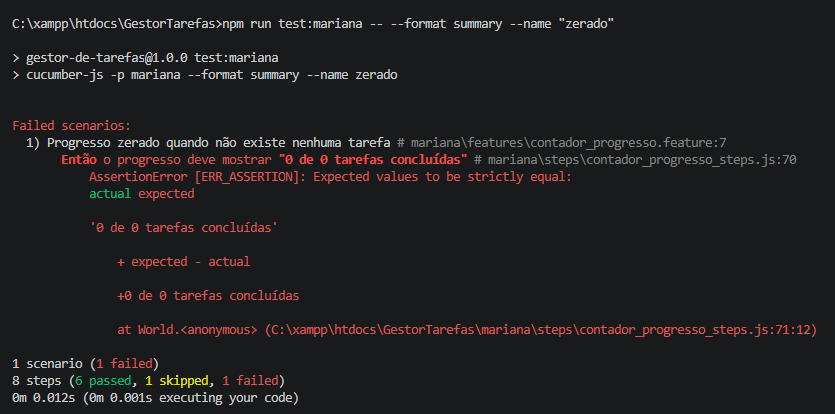 C:\xampp\htdocs\GestorTarefas>npm run test:mariana -- --format summary --name "zerado"
> gestor-de-tarefas@1.0.0 test:mariana
> cucumber-js -p mariana --format summary --name zerado
Failed scenarios:
1) Progresso zerado quando não existe nenhuma tarefa # mariana\features\contador_progresso.feature:7
Então o progresso deve mostrar "0 de 0 tarefas concluídas" # mariana\steps\contador_progresso_steps.js:70
AssertionError [ERR_ASSERTION]: Expected values to be strictly equal:
actual expected
'0 de 0 tarefas concluídas'
+ expected - actual
+0 de 0 tarefas concluídas
at World.<anonymous> (C:\xampp\htdocs\GestorTarefas\mariana\steps\contador_progresso_steps.js:71:12)
1 scenario (1 failed)
8 steps (6 passed, 1 skipped, 1 failed)
0m 0.012s (0m 0.001s executing your code)